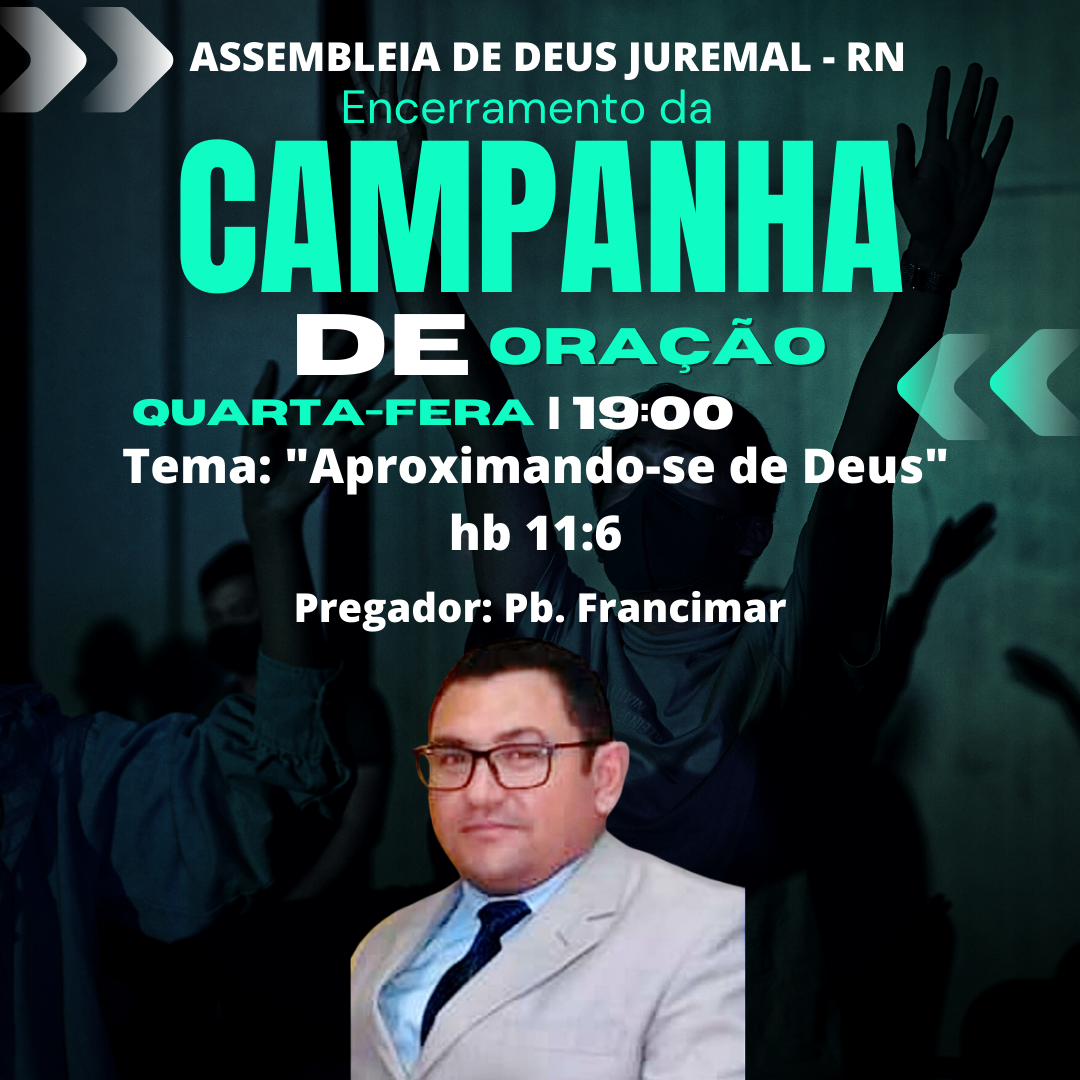 ASSEMBLEIA DE DEUS JUREMAL - RN
Encerramento da
CAMPANHA
DE ORAÇÃO
QUARTA-FERA | 19:00
Tema: "Aproximando-se de Deus"
hb 11:6
Pregador: Pb. Francimar